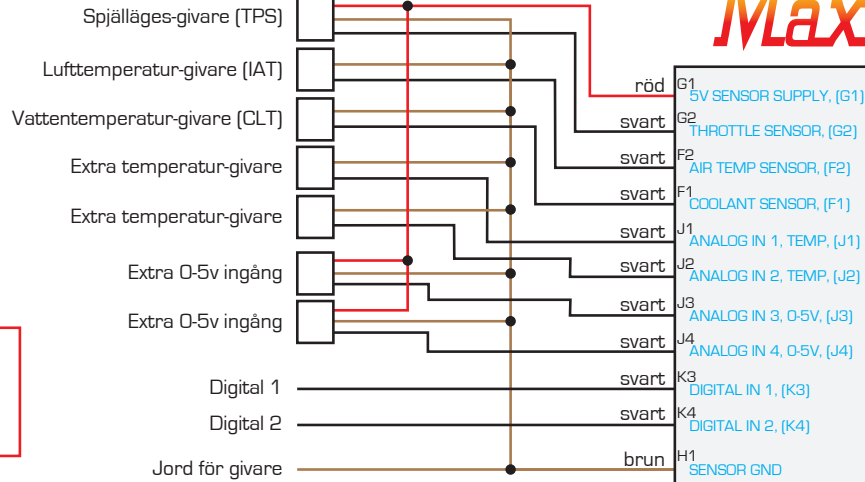 Max
Spjälläges-givare (TPS)
Lufttemperatur-givare (IAT)
Vattentemperatur-givare (CLT)
Extra temperatur-givare
Extra temperatur-givare
Extra 0-5v ingång
Extra 0-5v ingång
Digital 1
Digital 2
Jord för givare
röd G1 5V SENSOR SUPPLY, (G1)
svart G2 THROTTLE SENSOR, (G2)
svart F2 AIR TEMP SENSOR, (F2)
svart F1 COOLANT SENSOR, (F1)
svart J1 ANALOG IN 1, TEMP, (J1)
svart J2 ANALOG IN 2, TEMP, (J2)
svart J3 ANALOG IN 3, 0-5V, (J3)
svart J4 ANALOG IN 4, 0-5V, (J4)
svart K3 DIGITAL IN 1, (K3)
svart K4 DIGITAL IN 2, (K4)
brun H1 SENSOR GND